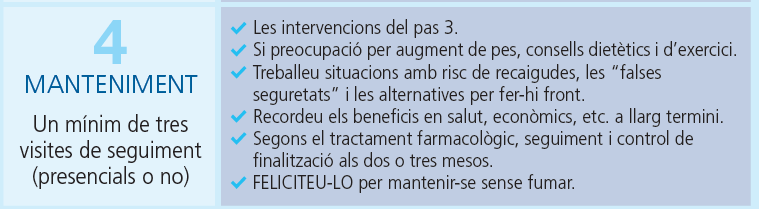 4
MANTENIMENT
Un mínim de tres
visites de seguiment
(presencials o no)
Les intervencions del pas 3.
Si preocupació per augment de pes, consells dietètics i d'exercici.
Treballeu situacions amb risc de recaigudes, les “falses
seguretats” i les alternatives per fer-hi front.
Recordeu els beneficis en salut, econòmics, etc. a llarg termini.
Segons el tractament farmacològic, seguiment i control de
finalització als dos o tres mesos.
FELICITEU-LO per mantenir-se sense fumar.